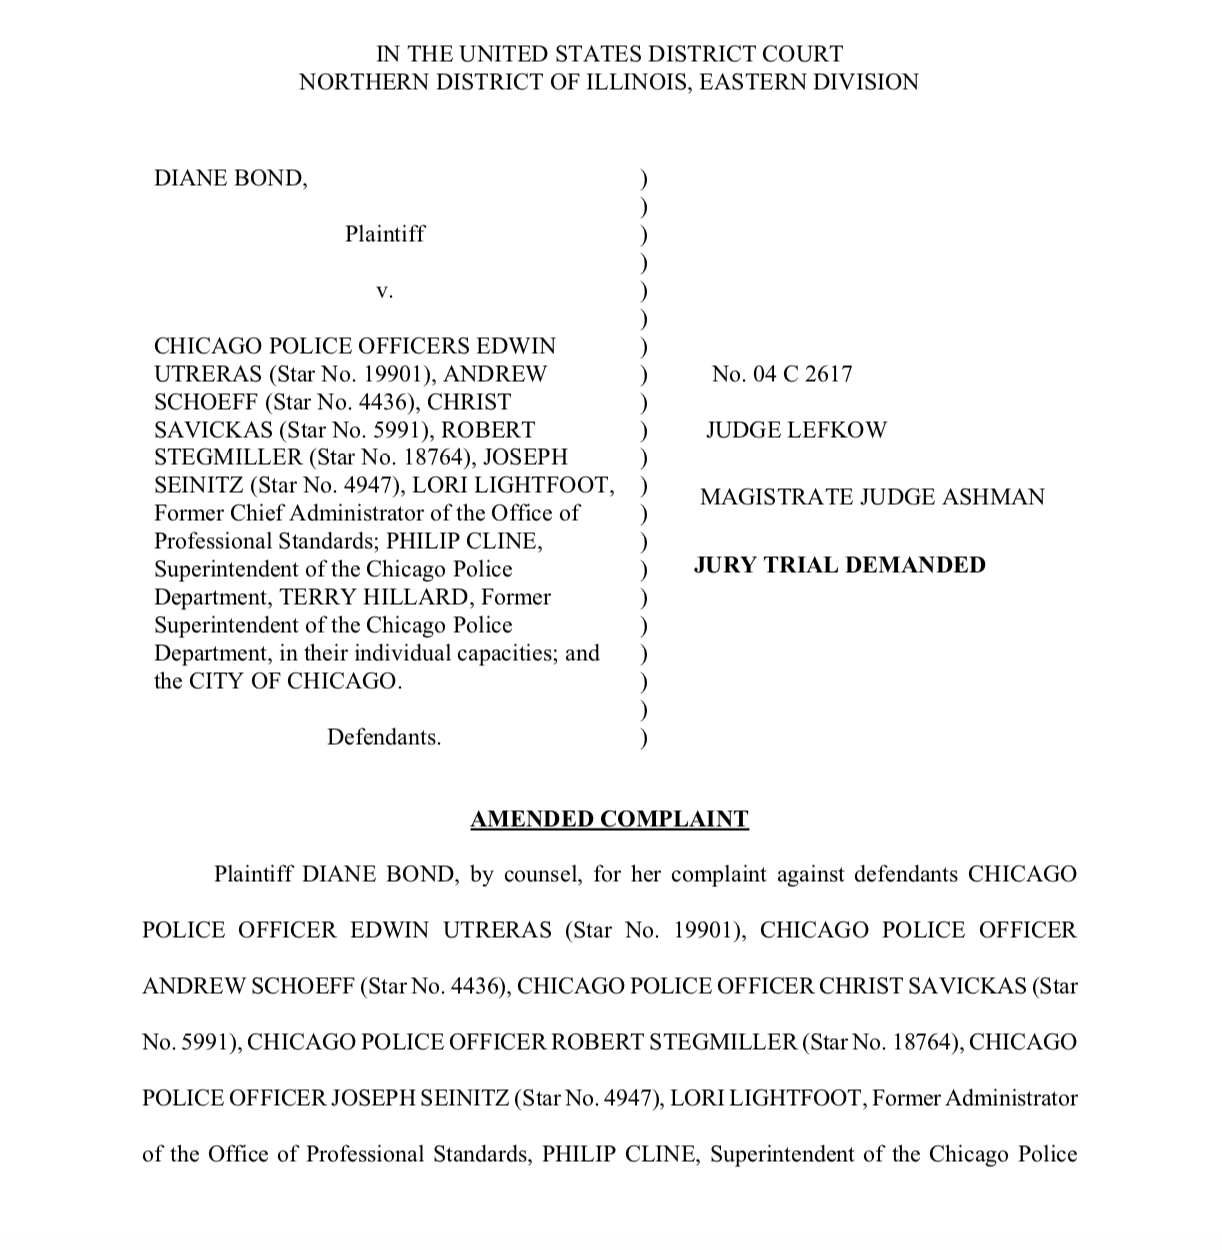 IN THE UNITED STATES DISTRICT COURT
NORTHERN DISTRICT OF ILLINOIS, EASTERN DIVISION
DIANE BOND, )
)
Plaintiff )
)
v. )
)
CHICAGO POLICE OFFICERS EDWIN )
UTRERAS (Star No. 19901), ANDREW ) No. 04 C 2617
SCHOEFF (Star No. 4436), CHRIST )
SAVICKAS (Star No. 5991), ROBERT ) JUDGE LEFKOW
STEGMILLER (Star No. 18764), JOSEPH )
SEINITZ (Star No. 4947), LORI LIGHTFOOT, ) MAGISTRATE JUDGE ASHMAN
Former Chief Administrator of the Office of )
Professional Standards; PHILIP CLINE, )
Superintendent of the Chicago Police ) JURY TRIAL DEMANDED
Department, TERRY HILLARD, Former )
Superintendent of the Chicago Police )
Department, in their individual capacities; and )
the CITY OF CHICAGO. )
)
Defendants. )
AMENDED COMPLAINT
Plaintiff DIANE BOND, by counsel, for her complaint against defendants CHICAGO
POLICE OFFICER EDWIN UTRERAS (Star No. 19901), CHICAGO POLICE OFFICER
ANDREW SCHOEFF (Star No. 4436), CHICAGO POLICE OFFICER CHRIST SAVICKAS (Star
No. 5991), CHICAGO POLICE OFFICER ROBERT STEGMILLER (Star No. 18764), CHICAGO
POLICE OFFICER JOSEPH SEINITZ (Star No. 4947), LORI LIGHTFOOT, Former Administrator
of the Office of Professional Standards, PHILIP CLINE, Superintendent of the Chicago Police